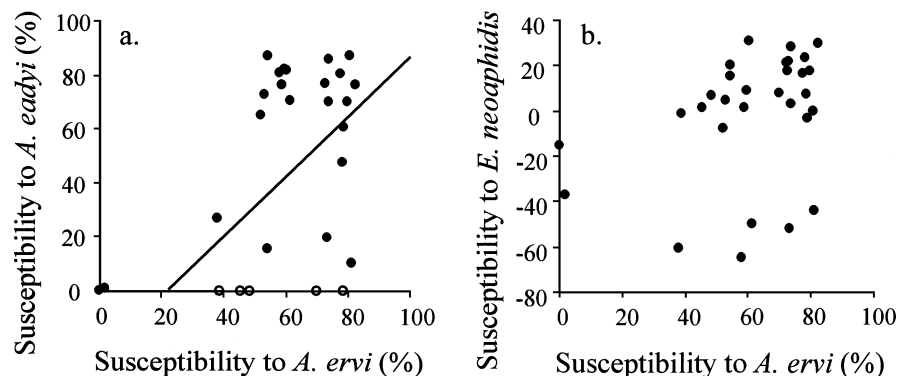 a.
Susceptibility to A. eadyi (%)
100
80
60
40
20
0
0 20 40 60 80 100
Susceptibility to A. ervi (%)
b.
Susceptibility to E. neoaphidis
40
20
0
-20
-40
-60
-80
0 20 40 60 80 100
Susceptibility to A. ervi (%)